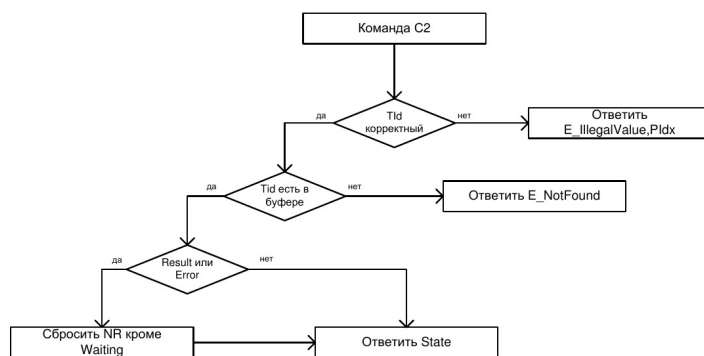 Команда C2
TId
корректный
да
нет
Ответить
E_IllegalValue,PIdx
Tid есть в
буфере
да
нет
Ответить E_NotFound
Result или
Error
да
нет
Сбросить NR кроме
Waiting
Ответить State